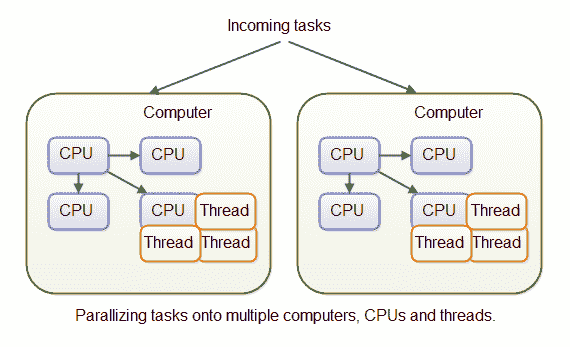 Incoming tasks
Computer
CPU CPU
CPU CPU Thread
Thread Thread
Computer
CPU CPU
CPU CPU Thread
Thread Thread
Parallizing tasks onto multiple computers, CPUs and threads.